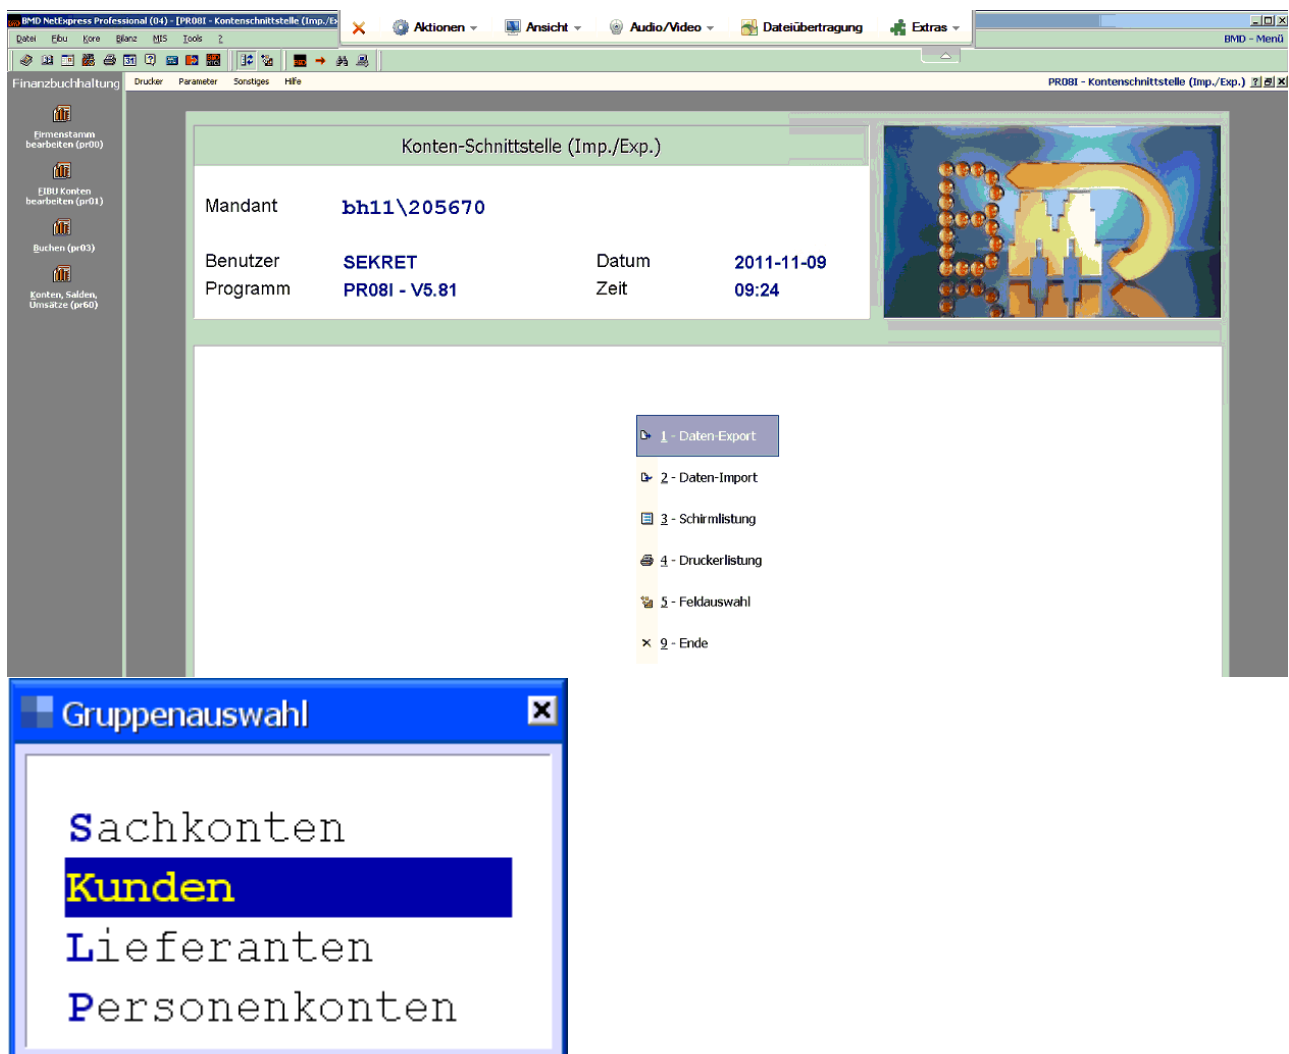 BMD NetExpress Professional (04) - [PR08I - Kontenschnittstelle (Imp./Ex
Aktionen Ansicht Audio/Video Dateiübertragung Extras
Datei Fibu Kore Bilanz MIS Tools ?
BMD - Menü
Finanzbuchhaltung
Drucker Parameter Sonstiges Hilfe
PR08I - Kontenschnittstelle (Imp./Exp.)
Firmenstamm
bearbeiten (pr00)
FIBU Konten
bearbeiten (pr01)
Buchen (pr03)
Konten, Salden,
Umsätze (pr60)
Konten-Schnittstelle (Imp./Exp.)
Mandant bh11\205670
Benutzer SEKRET Datum 2011-11-09
Programm PR08I - V5.81 Zeit 09:24
BMD
1 - Daten-Export
2 - Daten-Import
3 - Schirmlistung
4 - Druckerlistung
5 - Feldauswahl
9 - Ende
Gruppenauswahl
Sachkonten
Kunden
Lieferanten
Personenkonten